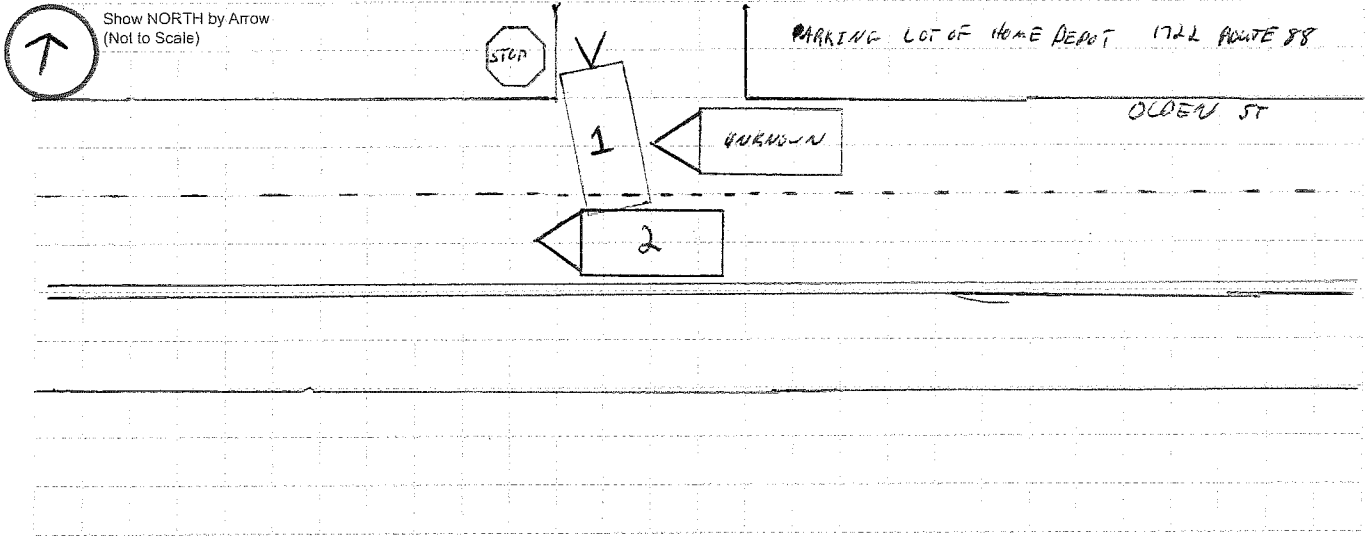 Show NORTH by Arrow
(Not to Scale)
STOP
PARKING LOT OF HOME DEPOT 1722 ROUTE 88
OLDEN ST
1
UNKNOWN
2